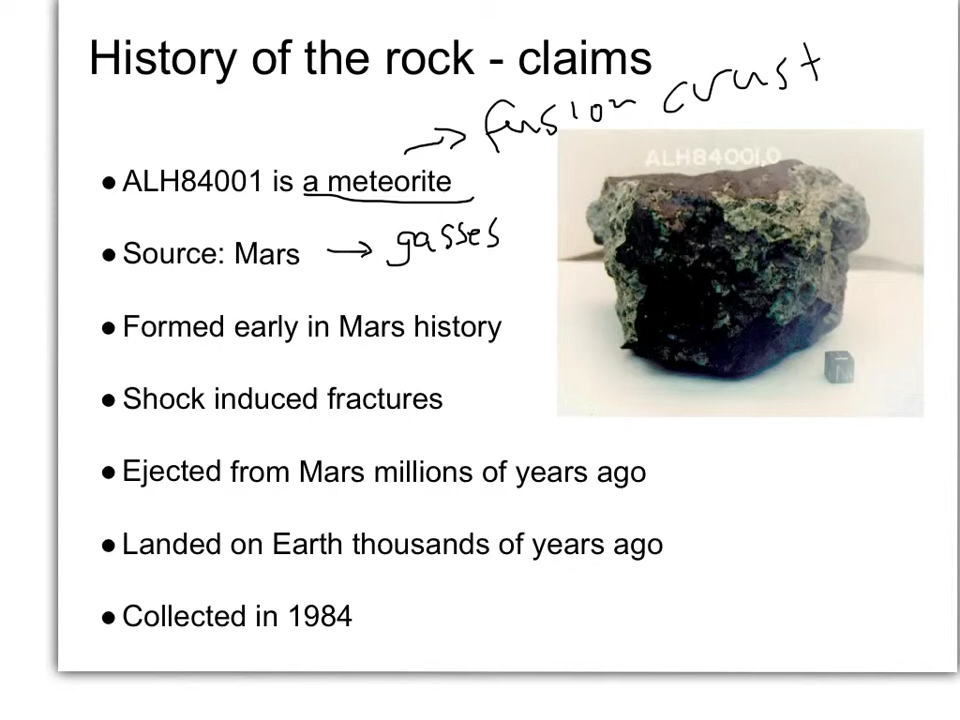 History of the rock - claims
→ fusion crust
ALH84001,0
● ALH84001 is a meteorite
● Source: Mars → gasses
● Formed early in Mars history
● Shock induced fractures
● Ejected from Mars millions of years ago
● Landed on Earth thousands of years ago
● Collected in 1984
N